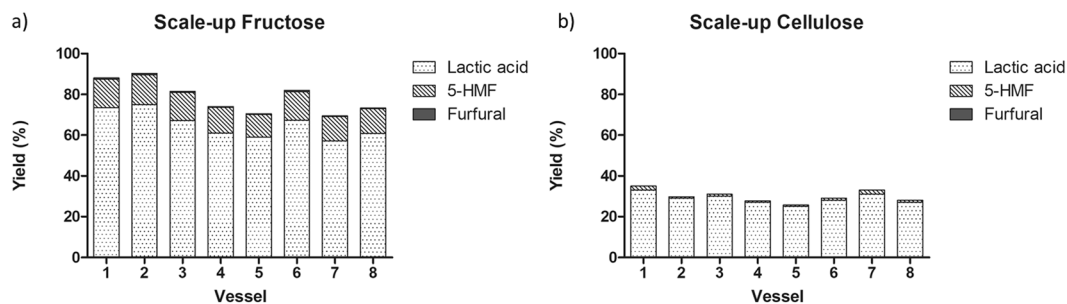 a)
Scale-up Fructose
Yield (%)
100
80
60
40
20
0
1 2 3 4 5 6 7 8
Vessel
Lactic acid
5-HMF
Furfural
b)
Scale-up Cellulose
Yield (%)
100
80
60
40
20
0
1 2 3 4 5 6 7 8
Vessel
Lactic acid
5-HMF
Furfural